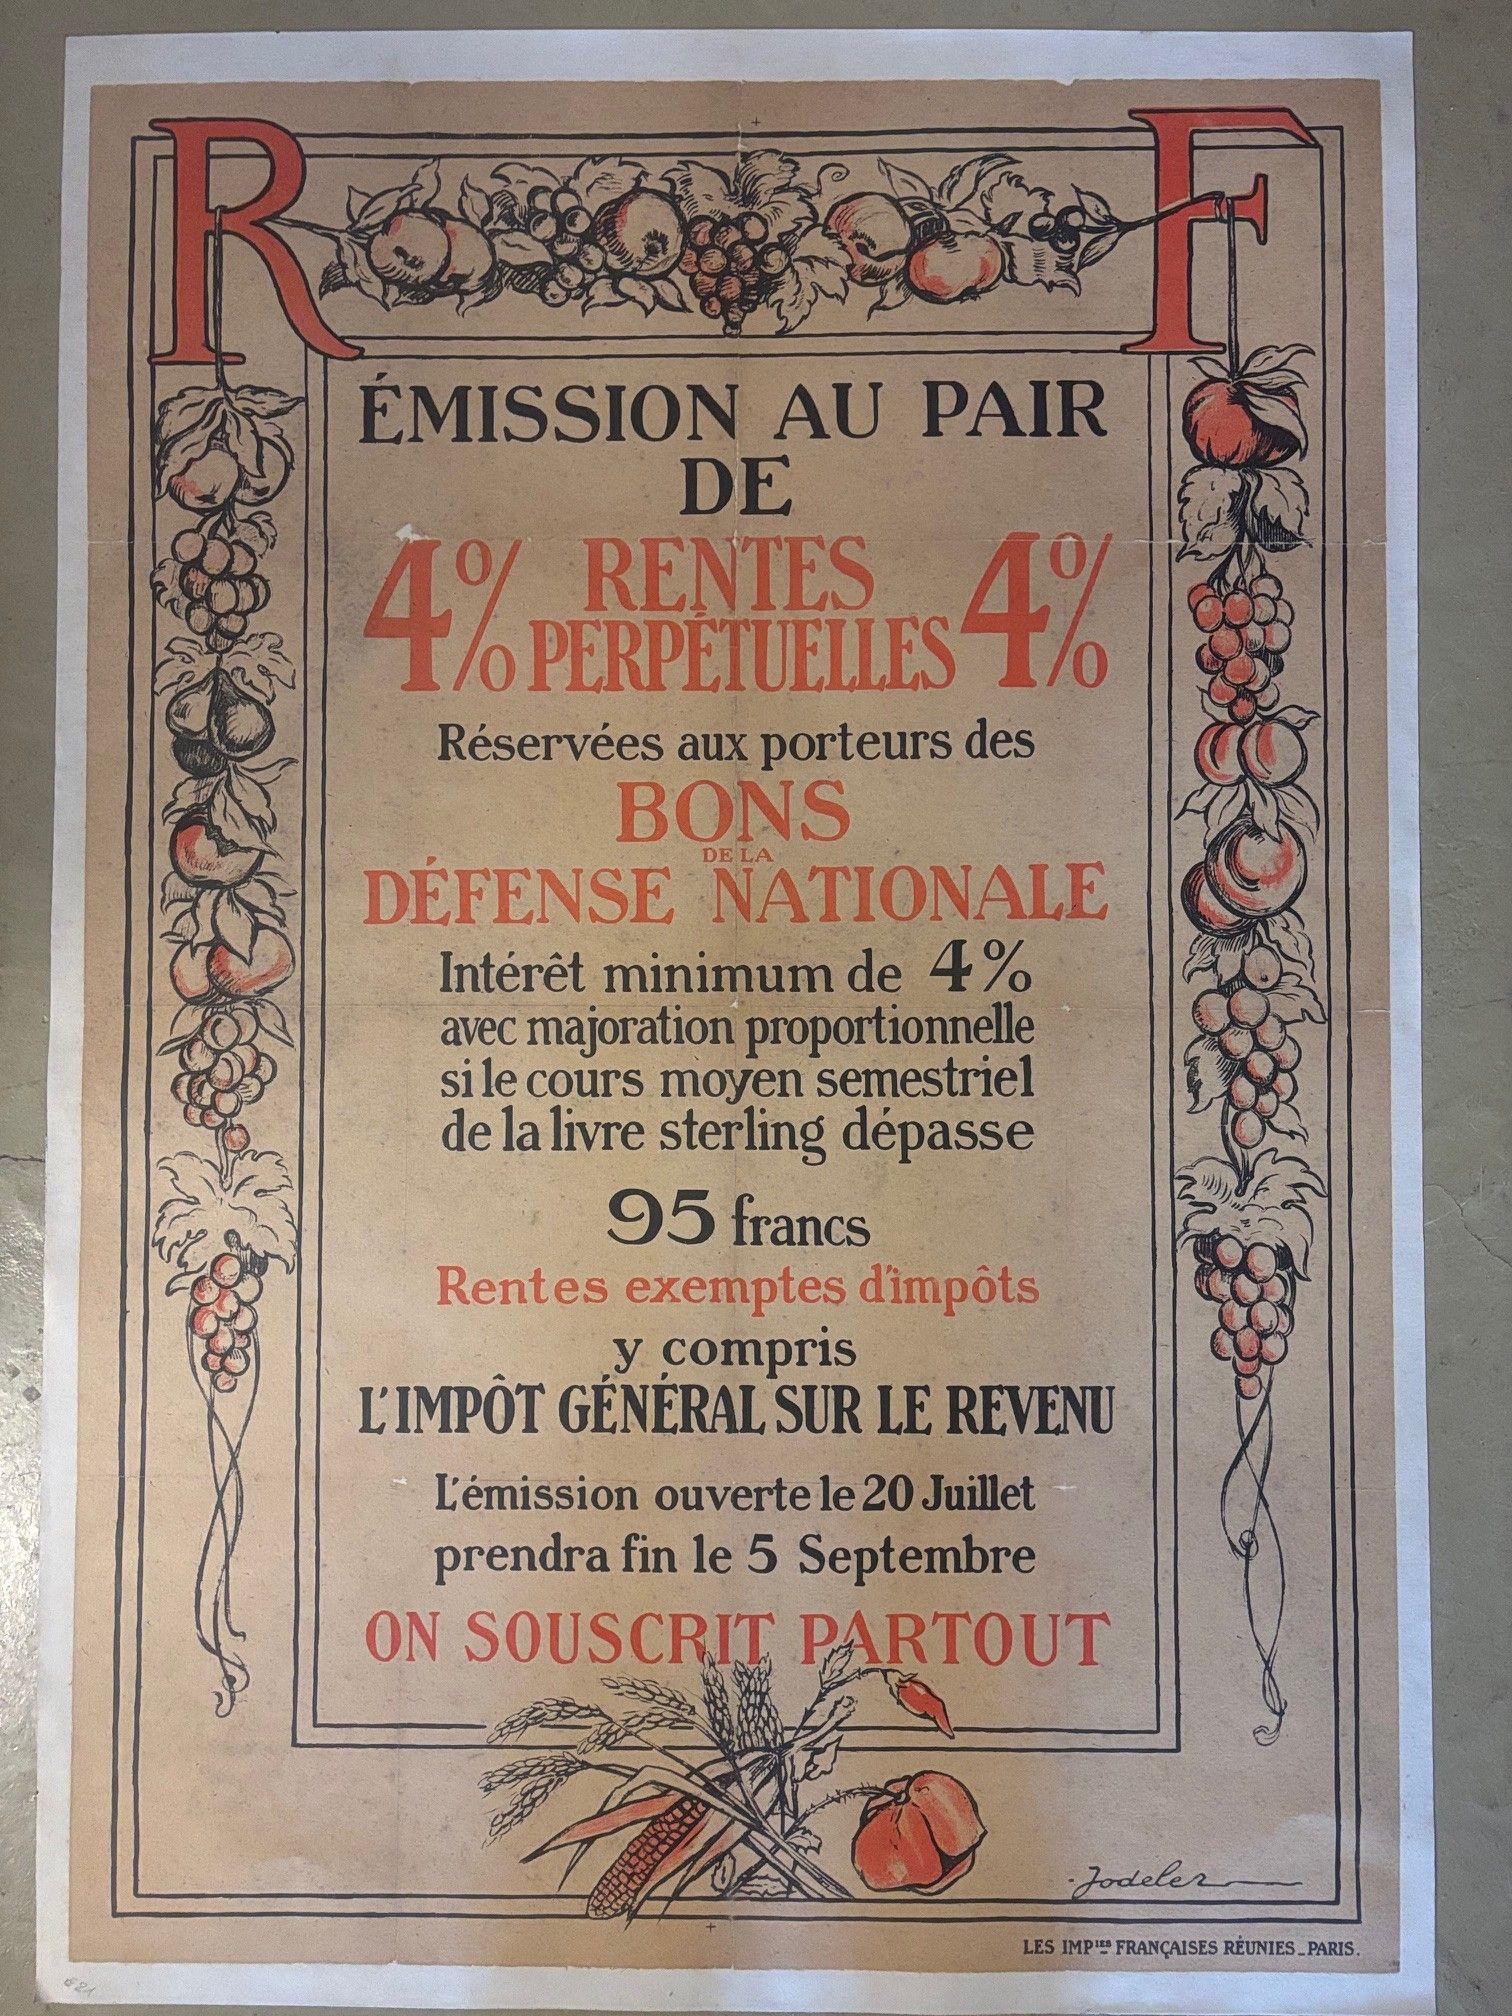 R F
ÉMISSION AU PAIR
DE
4% RENTES 4%
PERPÉTUELLES
Réservées aux porteurs des
BONS
DE LA
DÉFENSE NATIONALE
Intérêt minimum de 4%
avec majoration proportionnelle
si le cours moyen semestriel
de la livre sterling dépasse
95 francs
Rentes exemptes d'impôts
y compris
L'IMPÔT GÉNÉRAL SUR LE REVENU
L'émission ouverte le 20 Juillet
prendra fin le 5 Septembre
ON SOUSCRIT PARTOUT
Jodelet
LES IMPIES FRANÇAISES RÉUNIES_PARIS.